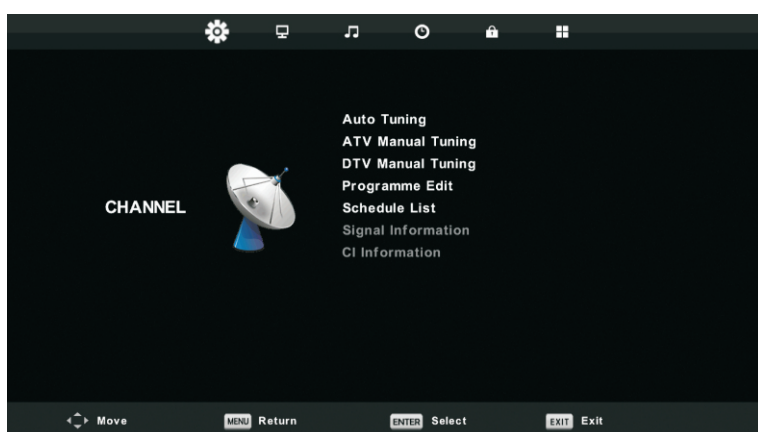 Auto Tuning
ATV Manual Tuning
DTV Manual Tuning
Programme Edit
CHANNEL
Schedule List
Signal Information
CI Information
Move MENU Return ENTER Select EXIT Exit